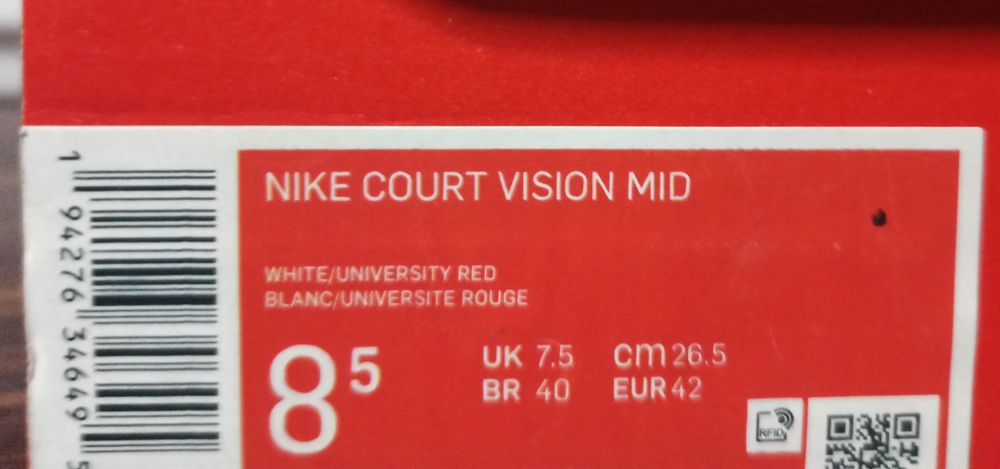 NIKE COURT VISION MID
WHITE/UNIVERSITY RED
BLANC/UNIVERSITE ROUGE
8 5
UK 7.5 cm 26.5
BR 40 EUR 42
RFID
1 94276 34649 5